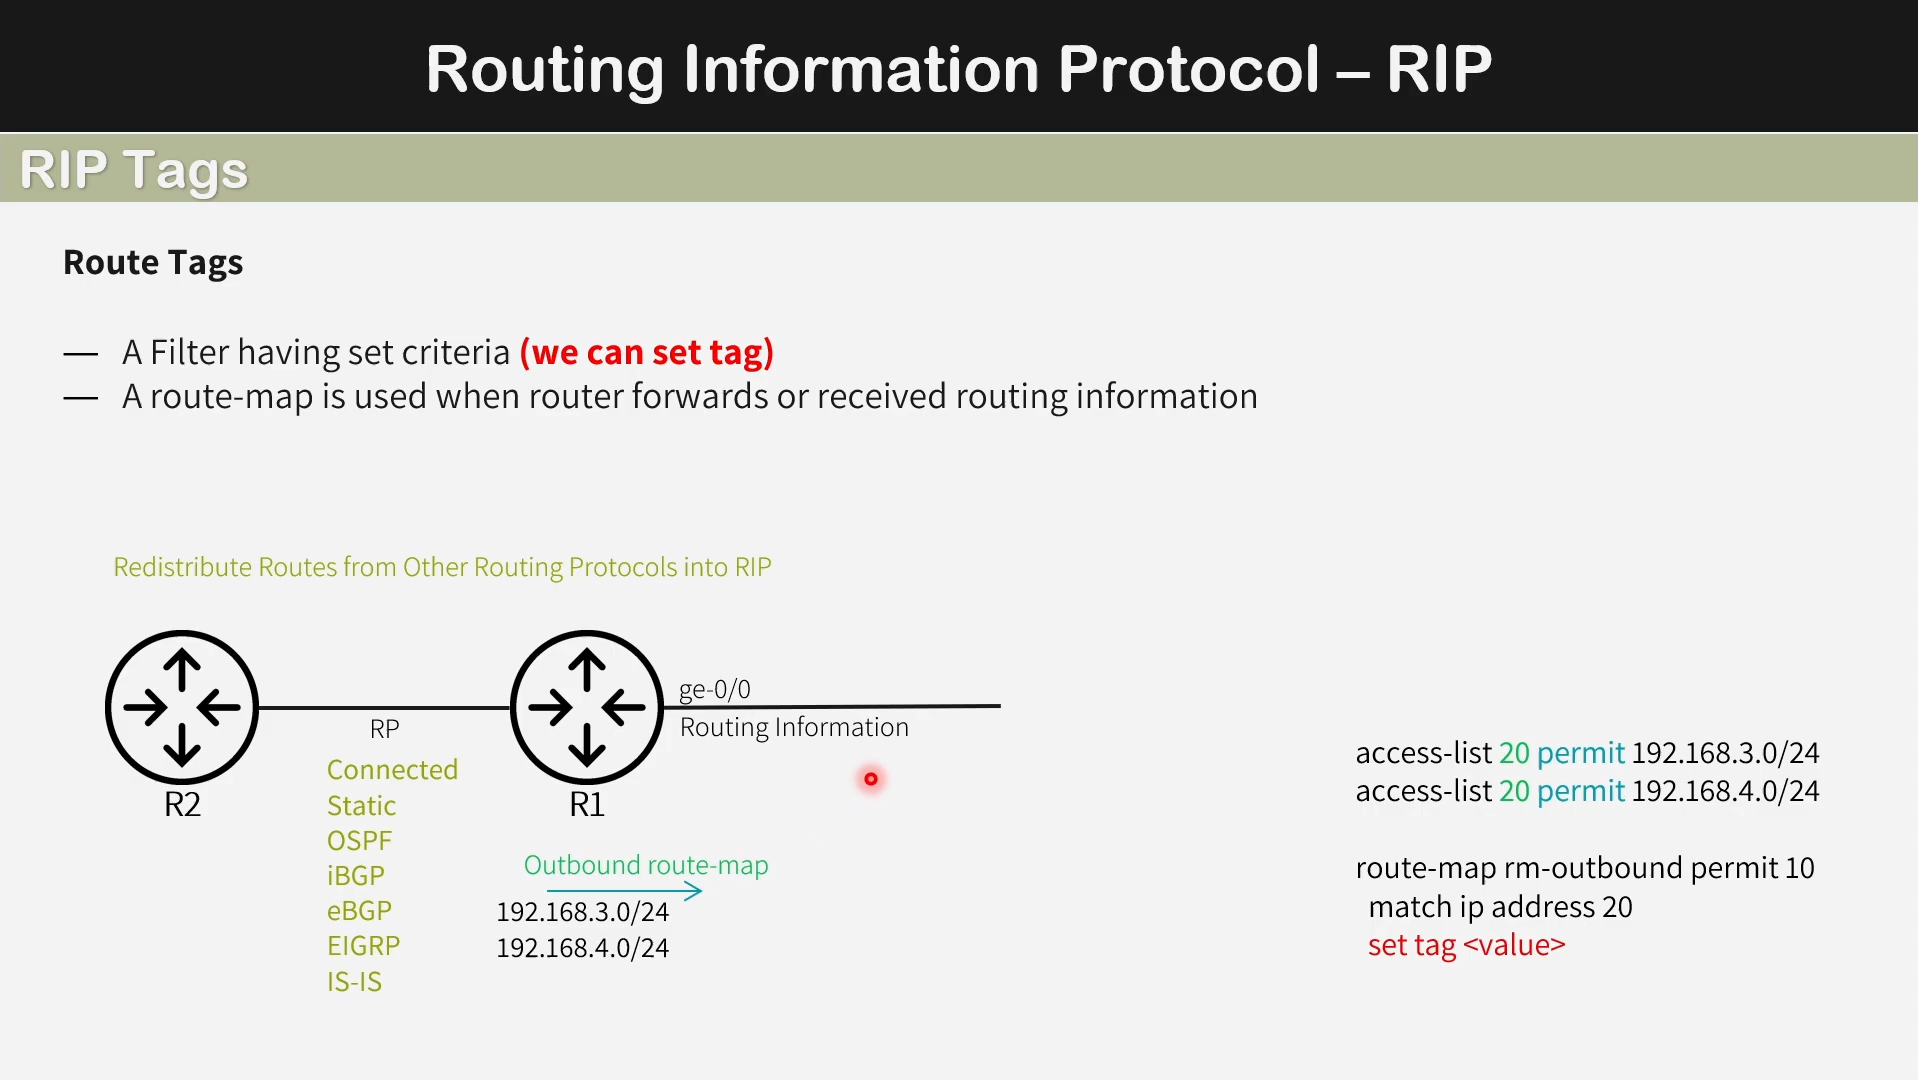 Routing Information Protocol – RIP
RIP Tags
Route Tags
— A Filter having set criteria (we can set tag)
— A route-map is used when router forwards or received routing information
Redistribute Routes from Other Routing Protocols into RIP
ge-0/0
RP
Routing Information
Connected
Static
OSPF
iBGP
eBGP
EIGRP
IS-IS
R2
R1
Outbound route-map
192.168.3.0/24
192.168.4.0/24
access-list 20 permit 192.168.3.0/24
access-list 20 permit 192.168.4.0/24
route-map rm-outbound permit 10
match ip address 20
set tag <value>